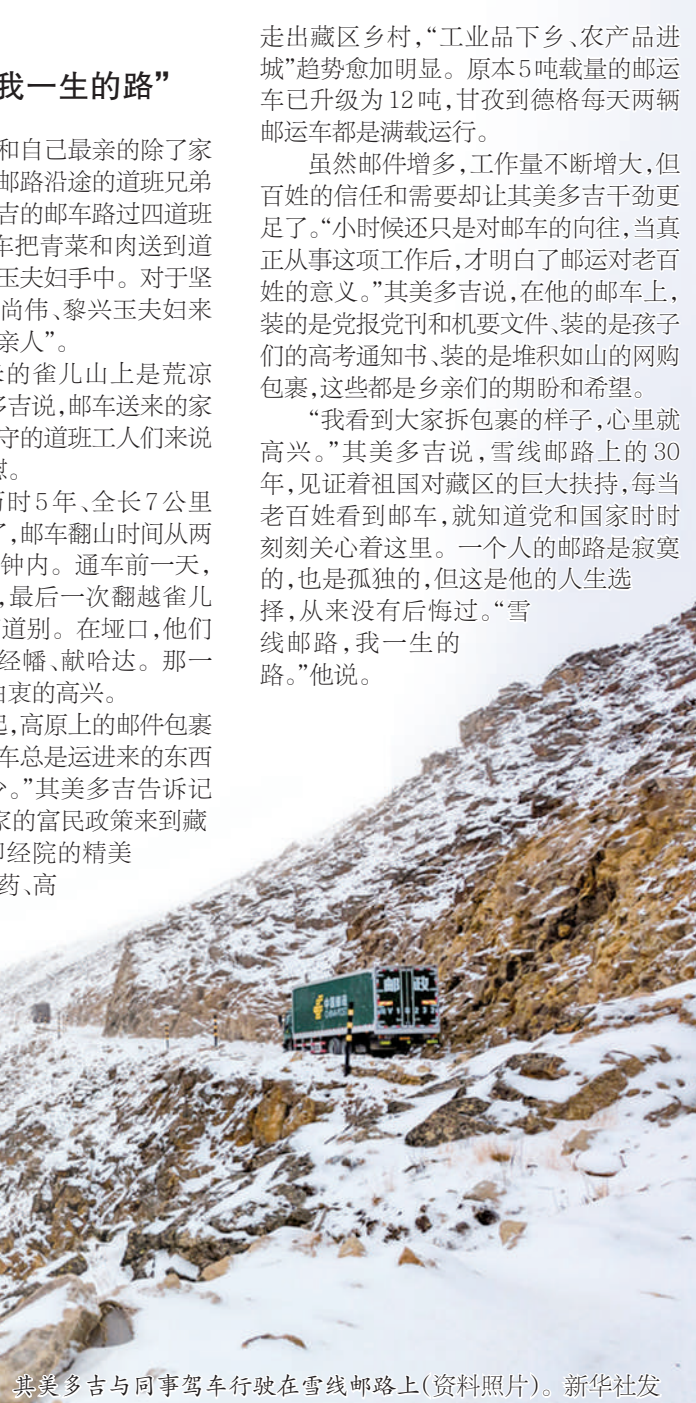 我一生的路”
和自己最亲的除了家
邮路沿途的道班兄弟
吉的邮车路过四道班
车把青菜和肉送到道
玉夫妇手中。对于坚
尚伟、黎兴玉夫妇来
亲人”。
的雀儿山上是荒凉
多吉说,邮车送来的家
守的道班工人们来说
慰。
历时5年、全长7公里
了,邮车翻山时间从两
钟内。通车前一天,
,最后一次翻越雀儿
道别。在垭口,他们
经幡、献哈达。那一
由衷的高兴。
起,高原上的邮件包裹
车总是运进来的东西
少。”其美多吉告诉记
家的富民政策来到藏
印经院的精美
药、高
走出藏区乡村,“工业品下乡、农产品进
城”趋势愈加明显。原本5吨载量的邮运
车已升级为12吨,甘孜到德格每天两辆
邮运车都是满载运行。
虽然邮件增多,工作量不断增大,但
百姓的信任和需要却让其美多吉干劲更
足了。“小时候还只是对邮车的向往,当真
正从事这项工作后,才明白了邮运对老百
姓的意义。”其美多吉说,在他的邮车上,
装的是党报党刊和机要文件、装的是孩子
们的高考通知书、装的是堆积如山的网购
包裹,这些都是乡亲们的期盼和希望。
“我看到大家拆包裹的样子,心里就
高兴。”其美多吉说,雪线邮路上的30
年,见证着祖国对藏区的巨大扶持,每当
老百姓看到邮车,就知道党和国家时时
刻刻关心着这里。一个人的邮路是寂寞
的,也是孤独的,但这是他的人生选
择,从来没有后悔过。“雪
线邮路,我一生的
路。”他说。
中国邮政
邮政
其美多吉与同事驾车行驶在雪线邮路上(资料照片)。新华社发